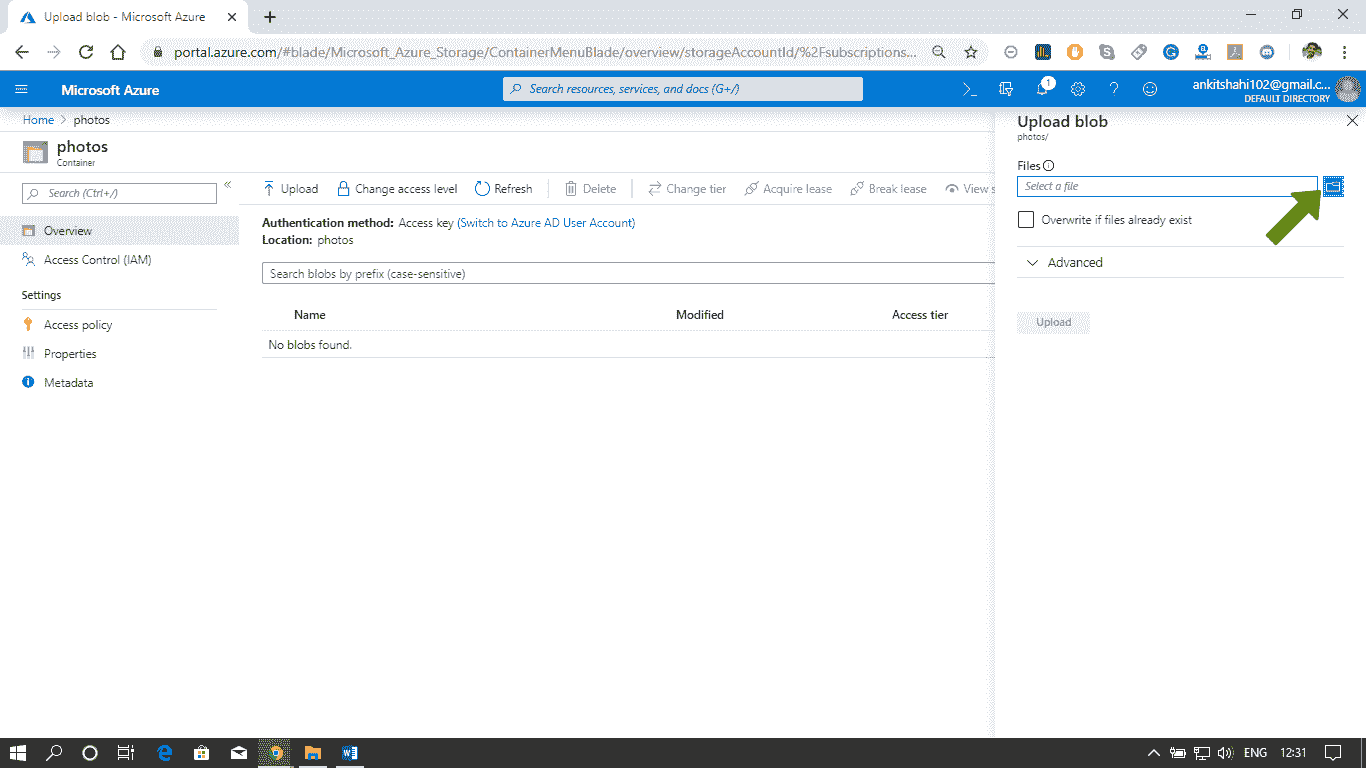 Upload blob - Microsoft Azure
portal.azure.com/#blade/Microsoft_Azure_Storage/ContainerMenuBlade/overview/storageAccountId/%2Fsubscriptions...
Microsoft Azure
Search resources, services, and docs (G+/)
1
ankitshahi102@gmail.c...
DEFAULT DIRECTORY
Home > photos
photos
Container
Search (Ctrl+/)
«
Overview
Access Control (IAM)
Settings
Access policy
Properties
Metadata
Upload Change access level Refresh Delete Change tier Acquire lease Break lease View s
Authentication method: Access key (Switch to Azure AD User Account)
Location: photos
Search blobs by prefix (case-sensitive)
Name Modified Access tier
No blobs found.
Upload blob
photos/
Files
Select a file
Overwrite if files already exist
Advanced
Upload
ENG 12:31